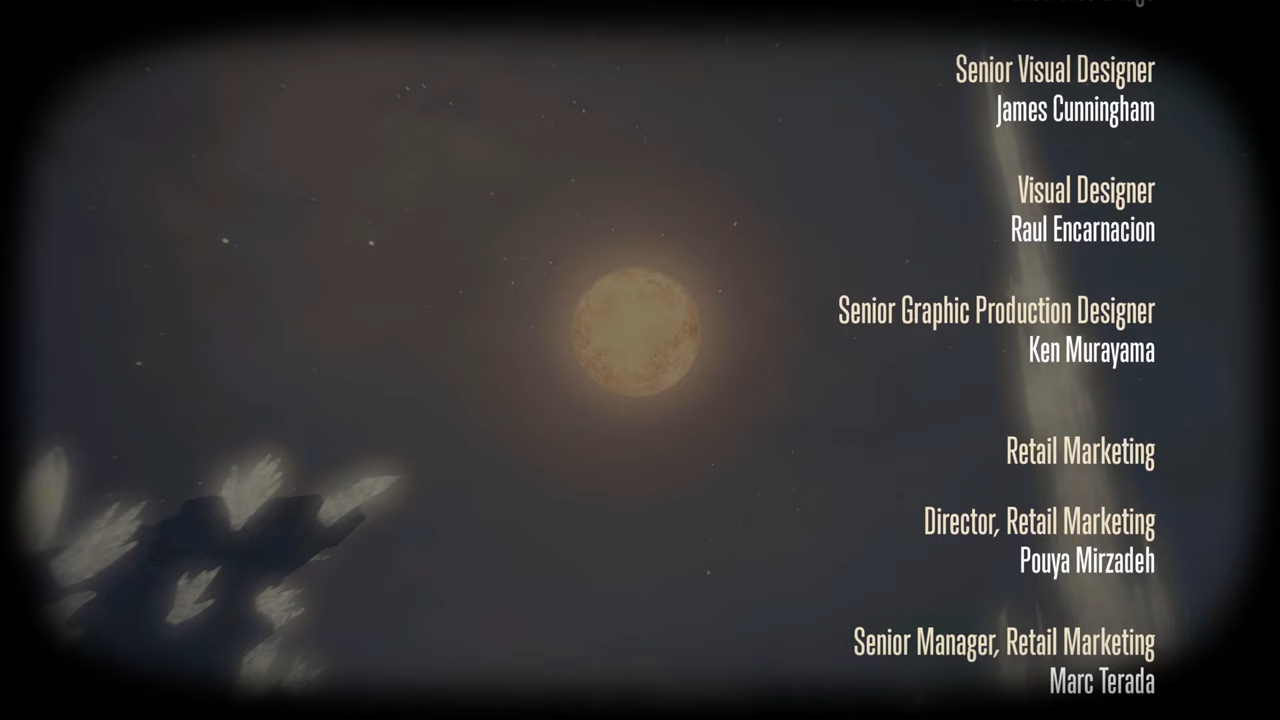 Senior Visual Designer
James Cunningham
Visual Designer
Raul Encarnacion
Senior Graphic Production Designer
Ken Murayama
Retail Marketing
Director, Retail Marketing
Pouya Mirzadeh
Senior Manager, Retail Marketing
Marc Terada